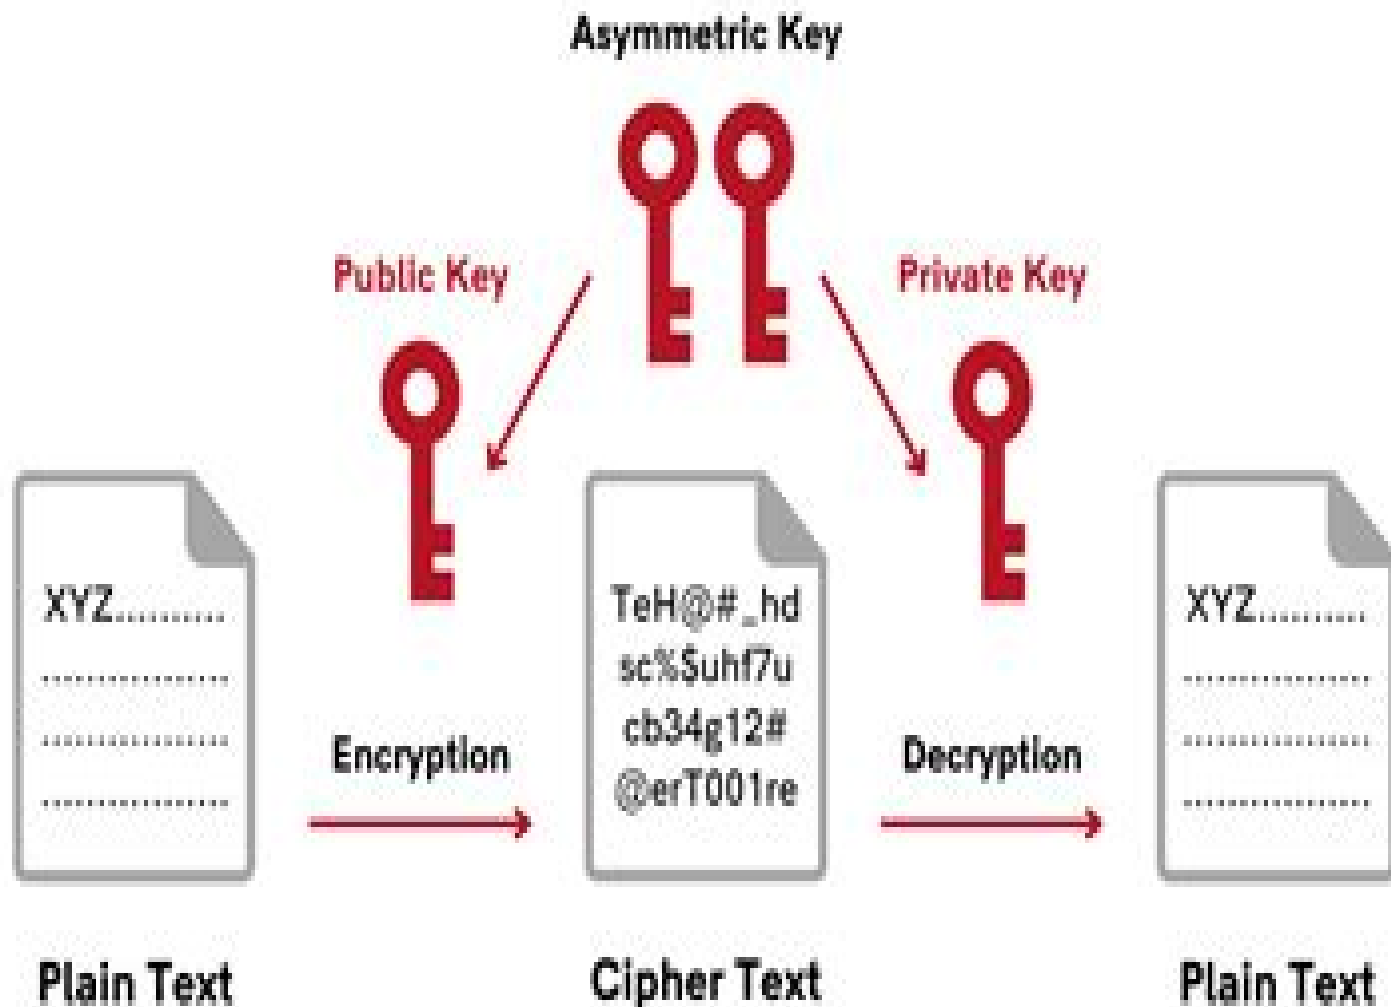 Asymmetric Key
Public Key
Private Key
XYZ..........
................
................
................
Encryption
TeH@#_hd
sc%$uhf7u
cb34g12#
@erT001re
Decryption
XYZ..........
................
................
................
Plain Text
Cipher Text
Plain Text